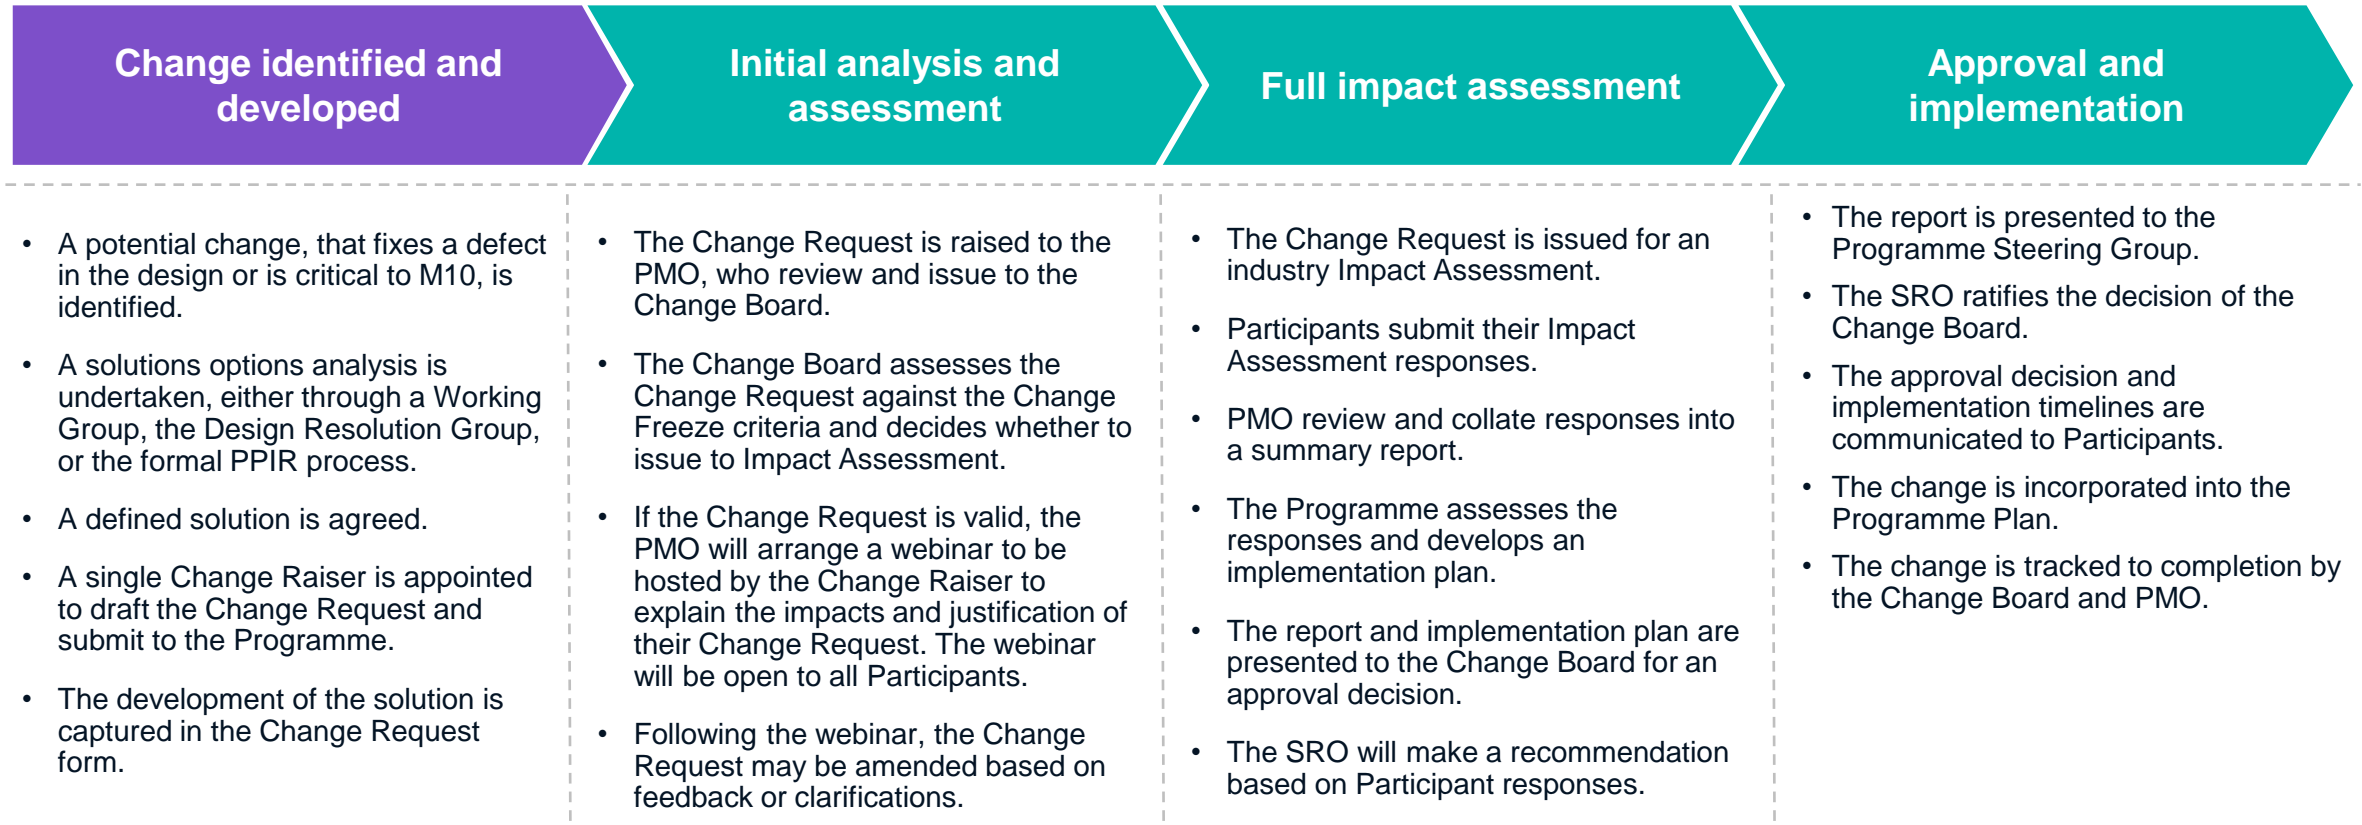 Change identified and
developed
Initial analysis and
assessment
Full impact assessment
Approval and
implementation
• A potential change, that fixes a defect
in the design or is critical to M10, is
identified.
• A solutions options analysis is
undertaken, either through a Working
Group, the Design Resolution Group,
or the formal PPIR process.
• A defined solution is agreed.
• A single Change Raiser is appointed
to draft the Change Request and
submit to the Programme.
• The development of the solution is
captured in the Change Request
form.
• The Change Request is raised to the
PMO, who review and issue to the
Change Board.
• The Change Board assesses the
Change Request against the Change
Freeze criteria and decides whether to
issue to Impact Assessment.
• If the Change Request is valid, the
PMO will arrange a webinar to be
hosted by the Change Raiser to
explain the impacts and justification of
their Change Request. The webinar
will be open to all Participants.
• Following the webinar, the Change
Request may be amended based on
feedback or clarifications.
• The Change Request is issued for an
industry Impact Assessment.
• Participants submit their Impact
Assessment responses.
• PMO review and collate responses into
a summary report.
• The Programme assesses the
responses and develops an
implementation plan.
• The report and implementation plan are
presented to the Change Board for an
approval decision.
• The SRO will make a recommendation
based on Participant responses.
• The report is presented to the
Programme Steering Group.
• The SRO ratifies the decision of the
Change Board.
• The approval decision and
implementation timelines are
communicated to Participants.
• The change is incorporated into the
Programme Plan.
• The change is tracked to completion by
the Change Board and PMO.